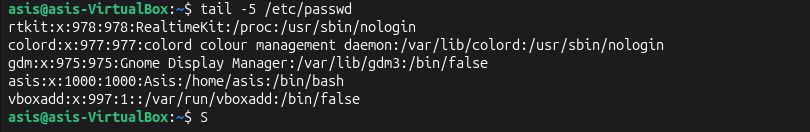 asis@asis-VirtualBox:~$ tail -5 /etc/passwd
rtkit:x:978:978:RealtimeKit:/proc:/usr/sbin/nologin
colord:x:977:977:colord colour management daemon:/var/lib/colord:/usr/sbin/nologin
gdm:x:975:975:Gnome Display Manager:/var/lib/gdm3:/bin/false
asis:x:1000:1000:Asis:/home/asis:/bin/bash
vboxadd:x:997:1::/var/run/vboxadd:/bin/false
asis@asis-VirtualBox:~$ S